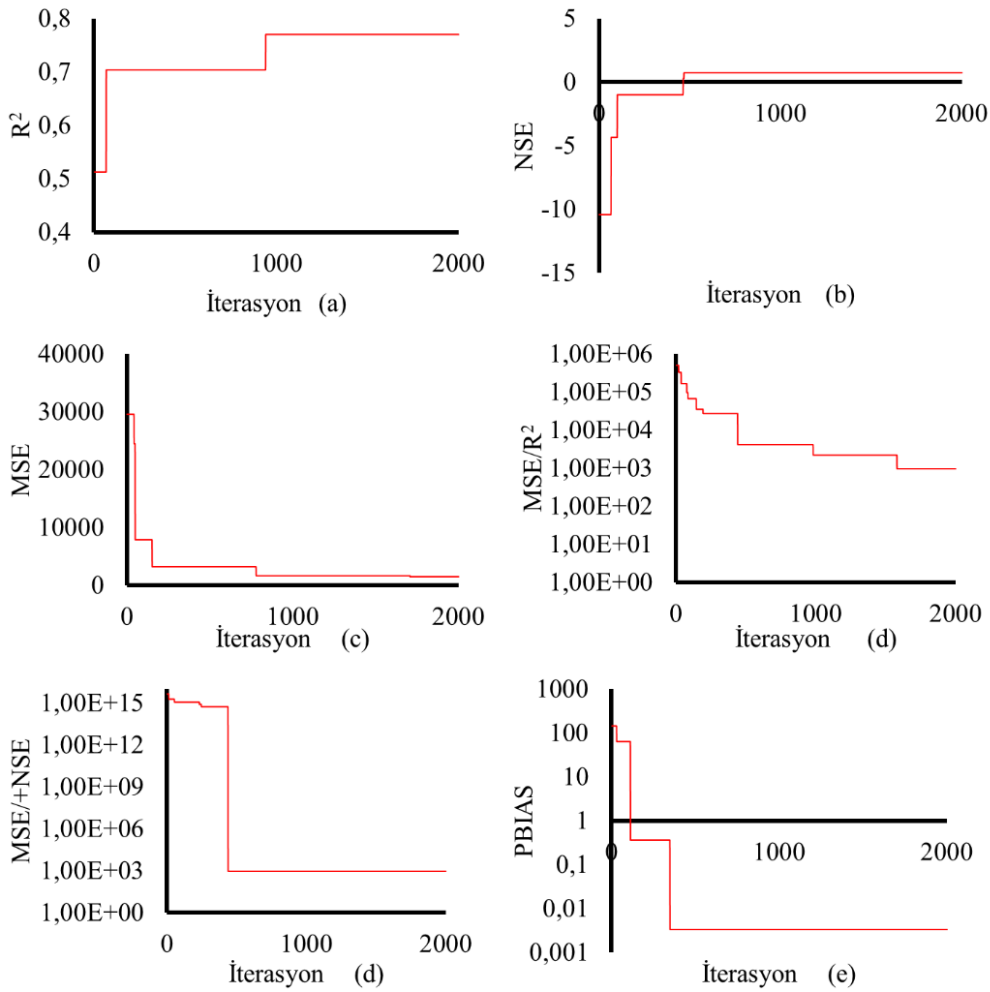 0,8
0,7
0,6
0,5
0,4
R²
0
1000
2000
İterasyon (a)
5
0
-5
-10
-15
NSE
0
1000
2000
İterasyon (b)
40000
30000
20000
10000
0
MSE
0
1000
2000
İterasyon (c)
1,00E+06
1,00E+05
1,00E+04
1,00E+03
1,00E+02
1,00E+01
1,00E+00
MSE/R²
0
1000
2000
İterasyon (d)
1,00E+15
1,00E+12
1,00E+09
1,00E+06
1,00E+03
1,00E+00
MSE/+NSE
0
1000
2000
İterasyon (d)
1000
100
10
1
0,1
0,01
0,001
PBIAS
0
1000
2000
İterasyon (e)